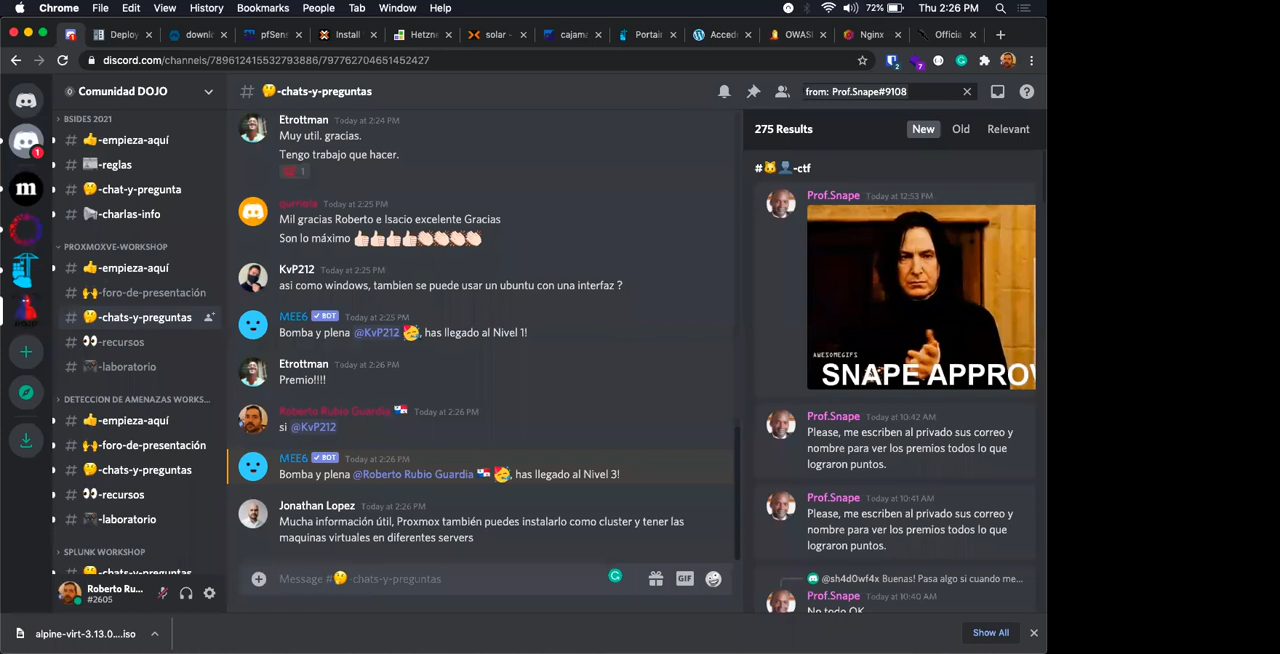 Chrome File Edit View History Bookmarks People Tab Window Help 72% Thu 2:26 PM
Deploy downlo pfSens Install Hetzne solar - cajama Portain Accede OWAS Nginx Officia
discord.com/channels/789612415532793886/797762704651452427
Comunidad DOJO
BSIDES 2021
# 👍-empieza-aquí
# 📰-reglas
# 🤔-chat-y-pregunta
# 📢-charlas-info
PROXMOXVE-WORKSHOP
# 👍-empieza-aquí
# 🙌-foro-de-presentación
# 🤔-chats-y-preguntas
# 👀-recursos
# -laboratorio
DETECCION DE AMENAZAS WORKS...
# 👍-empieza-aquí
# 🙌-foro-de-presentación
# 🤔-chats-y-preguntas
# 👀-recursos
# -laboratorio
SPLUNK WORKSHOP
# 🤔-chats-y-preguntas
Roberto Ru...
#2605
# 🤔-chats-y-preguntas
Etrottman Today at 2:24 PM
Muy util. gracias.
Tengo trabajo que hacer.
💯 1
gurriola Today at 2:25 PM
Mil gracias Roberto e Isacio excelente Gracias
Son lo máximo 👍🏻👍🏻👍🏻👍🏻👏🏻👏🏻👏🏻👏🏻
KvP212 Today at 2:25 PM
asi como windows, tambien se puede usar un ubuntu con una interfaz ?
MEE6 ✓ BOT Today at 2:25 PM
Bomba y plena @KvP212 🥳, has llegado al Nivel 1!
Etrottman Today at 2:26 PM
Premio!!!!
Roberto Rubio Guardia 🇵🇦 Today at 2:26 PM
si @KvP212
MEE6 ✓ BOT Today at 2:26 PM
Bomba y plena @Roberto Rubio Guardia 🇵🇦 🥳, has llegado al Nivel 3!
Jonathan Lopez Today at 2:26 PM
Mucha información útil, Proxmox también puedes instalarlo como cluster y tener las
maquinas virtuales en diferentes servers
Message #🤔-chats-y-preguntas
GIF
from: Prof.Snape#9108
275 Results New Old Relevant
#🐱👤-ctf
Prof.Snape Today at 12:53 PM
AWESOMEGIFS
SNAPE APPROV
Prof.Snape Today at 10:42 AM
Please, me escriben al privado sus correo y
nombre para ver los premios todos lo que
lograron puntos.
Prof.Snape Today at 10:41 AM
Please, me escriben al privado sus correo y
nombre para ver los premios todos lo que
lograron puntos.
@sh4d0wf4x Buenas! Pasa algo si cuando me...
Prof.Snape Today at 10:40 AM
No todo OK
alpine-virt-3.13.0....iso
Show All